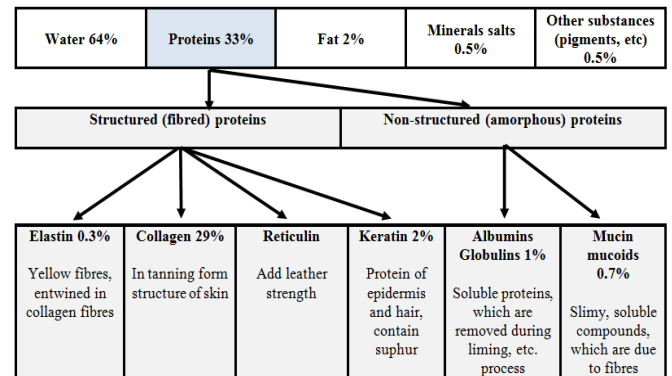 Water 64%
Proteins 33%
Fat 2%
Minerals salts
0.5%
Other substances
(pigments, etc)
0.5%
Structured (fibred) proteins
Non-structured (amorphous) proteins
Elastin 0.3%
Yellow fibres,
entwined in
collagen fibres
Collagen 29%
In tanning form
structure of skin
Reticulin
Add leather
strength
Keratin 2%
Protein of
epidermis
and hair,
contain
suphur
Albumins
Globulins 1%
Soluble proteins,
which are
removed during
liming, etc.
process
Mucin
mucoids
0.7%
Slimy, soluble
compounds,
which are due
to fibres